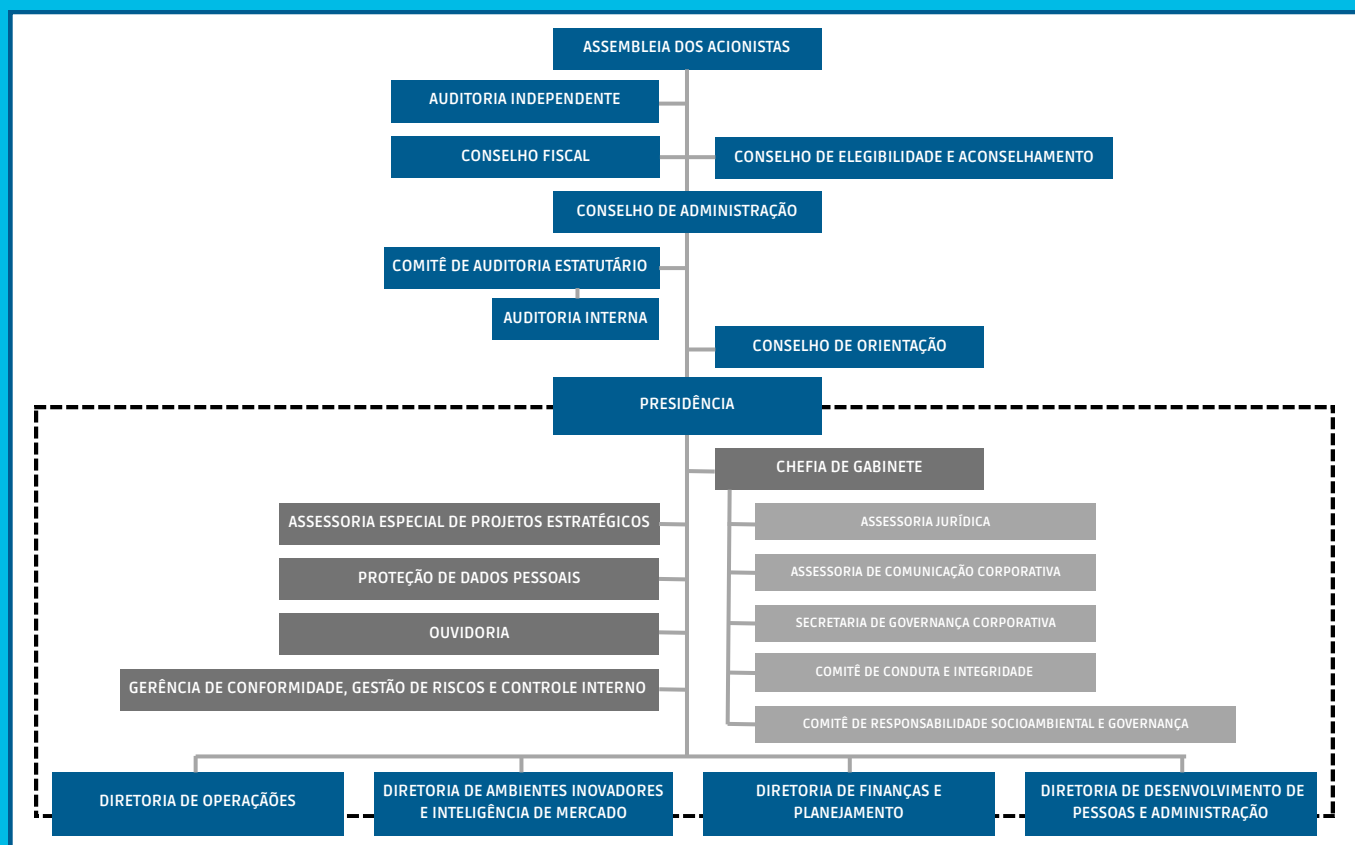 ASSEMBLEIA DOS ACIONISTAS
AUDITORIA INDEPENDENTE
CONSELHO FISCAL
CONSELHO DE ELEGIBILIDADE E ACONSELHAMENTO
CONSELHO DE ADMINISTRAÇÃO
COMITÊ DE AUDITORIA ESTATUTÁRIO
AUDITORIA INTERNA
CONSELHO DE ORIENTAÇÃO
PRESIDÊNCIA
CHEFIA DE GABINETE
ASSESSORIA ESPECIAL DE PROJETOS ESTRATÉGICOS
PROTEÇÃO DE DADOS PESSOAIS
OUVIDORIA
GERÊNCIA DE CONFORMIDADE, GESTÃO DE RISCOS E CONTROLE INTERNO
ASSESSORIA JURÍDICA
ASSESSORIA DE COMUNICAÇÃO CORPORATIVA
SECRETARIA DE GOVERNANÇA CORPORATIVA
COMITÊ DE CONDUTA E INTEGRIDADE
COMITÊ DE RESPONSABILIDADE SOCIOAMBIENTAL E GOVERNANÇA
DIRETORIA DE OPERAÇÃÕES
DIRETORIA DE AMBIENTES INOVADORES
E INTELIGÊNCIA DE MERCADO
DIRETORIA DE FINANÇAS E
PLANEJAMENTO
DIRETORIA DE DESENVOLVIMENTO DE
PESSOAS E ADMINISTRAÇÃO